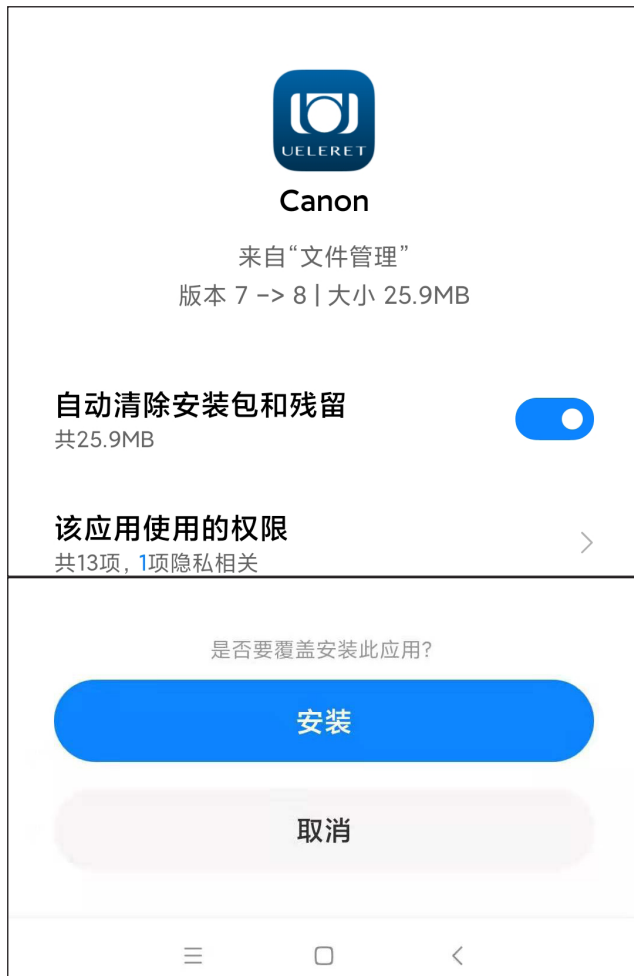 UELERET
Canon
来自“文件管理”
版本 7 -> 8 | 大小 25.9MB
自动清除安装包和残留
共25.9MB
该应用使用的权限
共13项，1项隐私相关
是否要覆盖安装此应用?
安装
取消